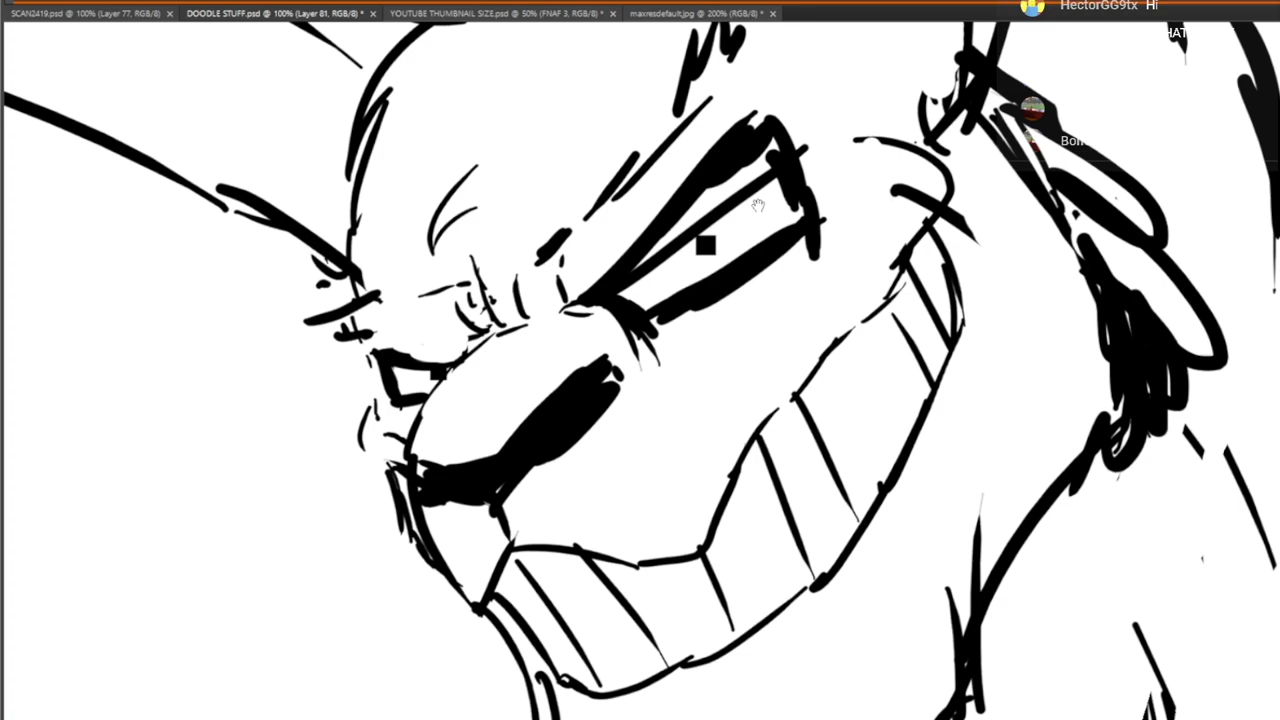 SCAN2419.psd @ 100% (Layer 77, RGB/8) × DOODLE STUFF.psd @ 100% (Layer 81, RGB/8) * × YOUTUBE THUMBNAIL SIZE.psd @ 50% (FNAF 3, RGB/8) * × maxresdefault.jpg @ 200% (RGB/8) * ×
HectorGG9tx Hi